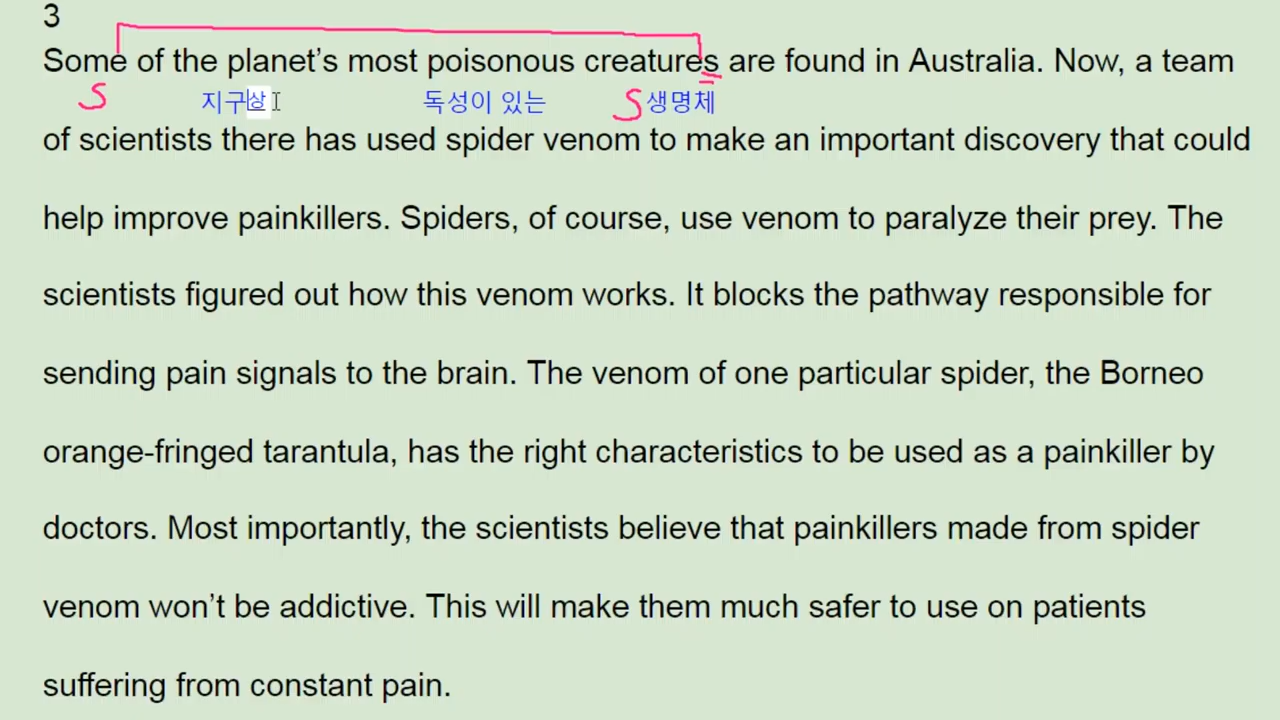 3
Some of the planet’s most poisonous creatures are found in Australia. Now, a team
S 지구상 독성이 있는 S 생명체
of scientists there has used spider venom to make an important discovery that could
help improve painkillers. Spiders, of course, use venom to paralyze their prey. The
scientists figured out how this venom works. It blocks the pathway responsible for
sending pain signals to the brain. The venom of one particular spider, the Borneo
orange-fringed tarantula, has the right characteristics to be used as a painkiller by
doctors. Most importantly, the scientists believe that painkillers made from spider
venom won’t be addictive. This will make them much safer to use on patients
suffering from constant pain.